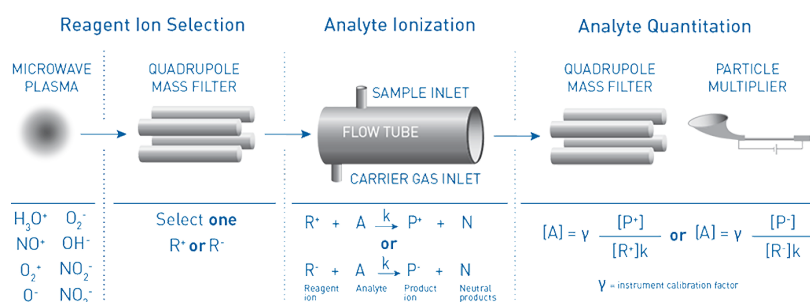 Reagent Ion Selection
Analyte Ionization
Analyte Quantitation
MICROWAVE
PLASMA
QUADRUPOLE
MASS FILTER
SAMPLE INLET
FLOW TUBE
CARRIER GAS INLET
QUADRUPOLE
MASS FILTER
PARTICLE
MULTIPLIER
H₃O⁺ O₂⁻
NO⁺ OH⁻
O₂⁺ NO₂⁻
O⁻ NO₃⁻
Select one
R⁺ or R⁻
R⁺ + A k→ P⁺ + N
or
R⁻ + A k→ P⁻ + N
Reagent ion Analyte Product ion Neutral products
[A] = γ [P⁺] / [R⁺]k or [A] = γ [P⁻] / [R⁻]k
γ = instrument calibration factor